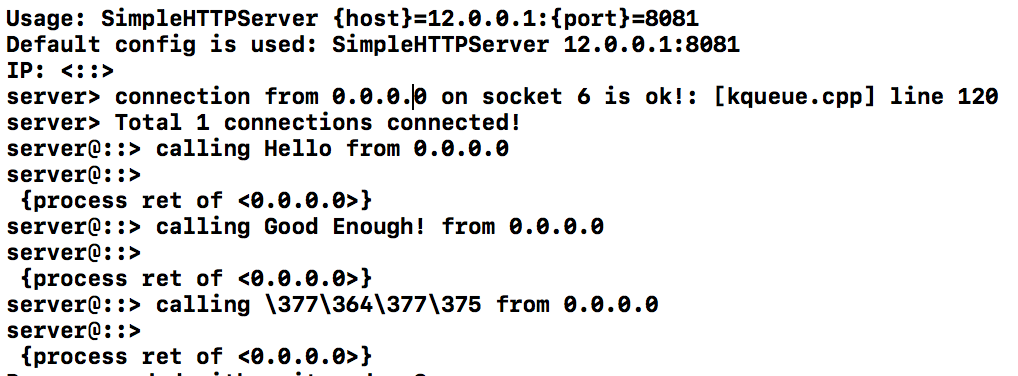 Usage: SimpleHTTPServer {host}=12.0.0.1:{port}=8081
Default config is used: SimpleHTTPServer 12.0.0.1:8081
IP: <::>
server> connection from 0.0.0.0 on socket 6 is ok!: [kqueue.cpp] line 120
server> Total 1 connections connected!
server@::> calling Hello from 0.0.0.0
server@::>
 {process ret of <0.0.0.0>}
server@::> calling Good Enough! from 0.0.0.0
server@::>
 {process ret of <0.0.0.0>}
server@::> calling \377\364\377\375 from 0.0.0.0
server@::>
 {process ret of <0.0.0.0>}